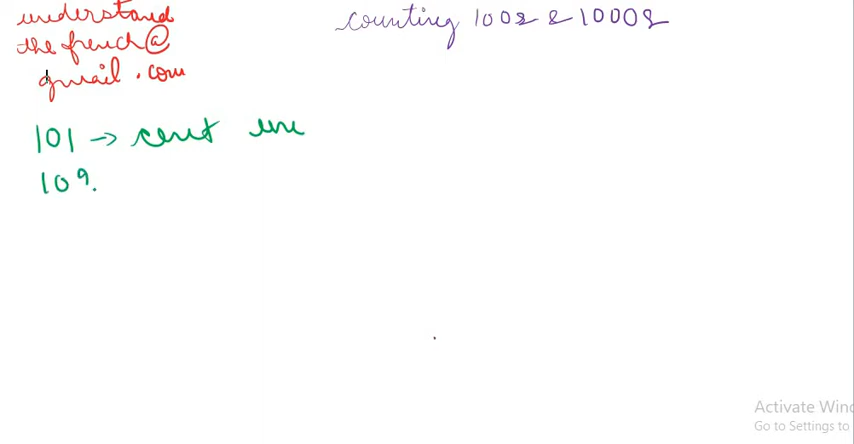 understand
the french@
gmail.com
counting 100s & 1000s
101 → cent un
109.
Activate Wind
Go to Settings to